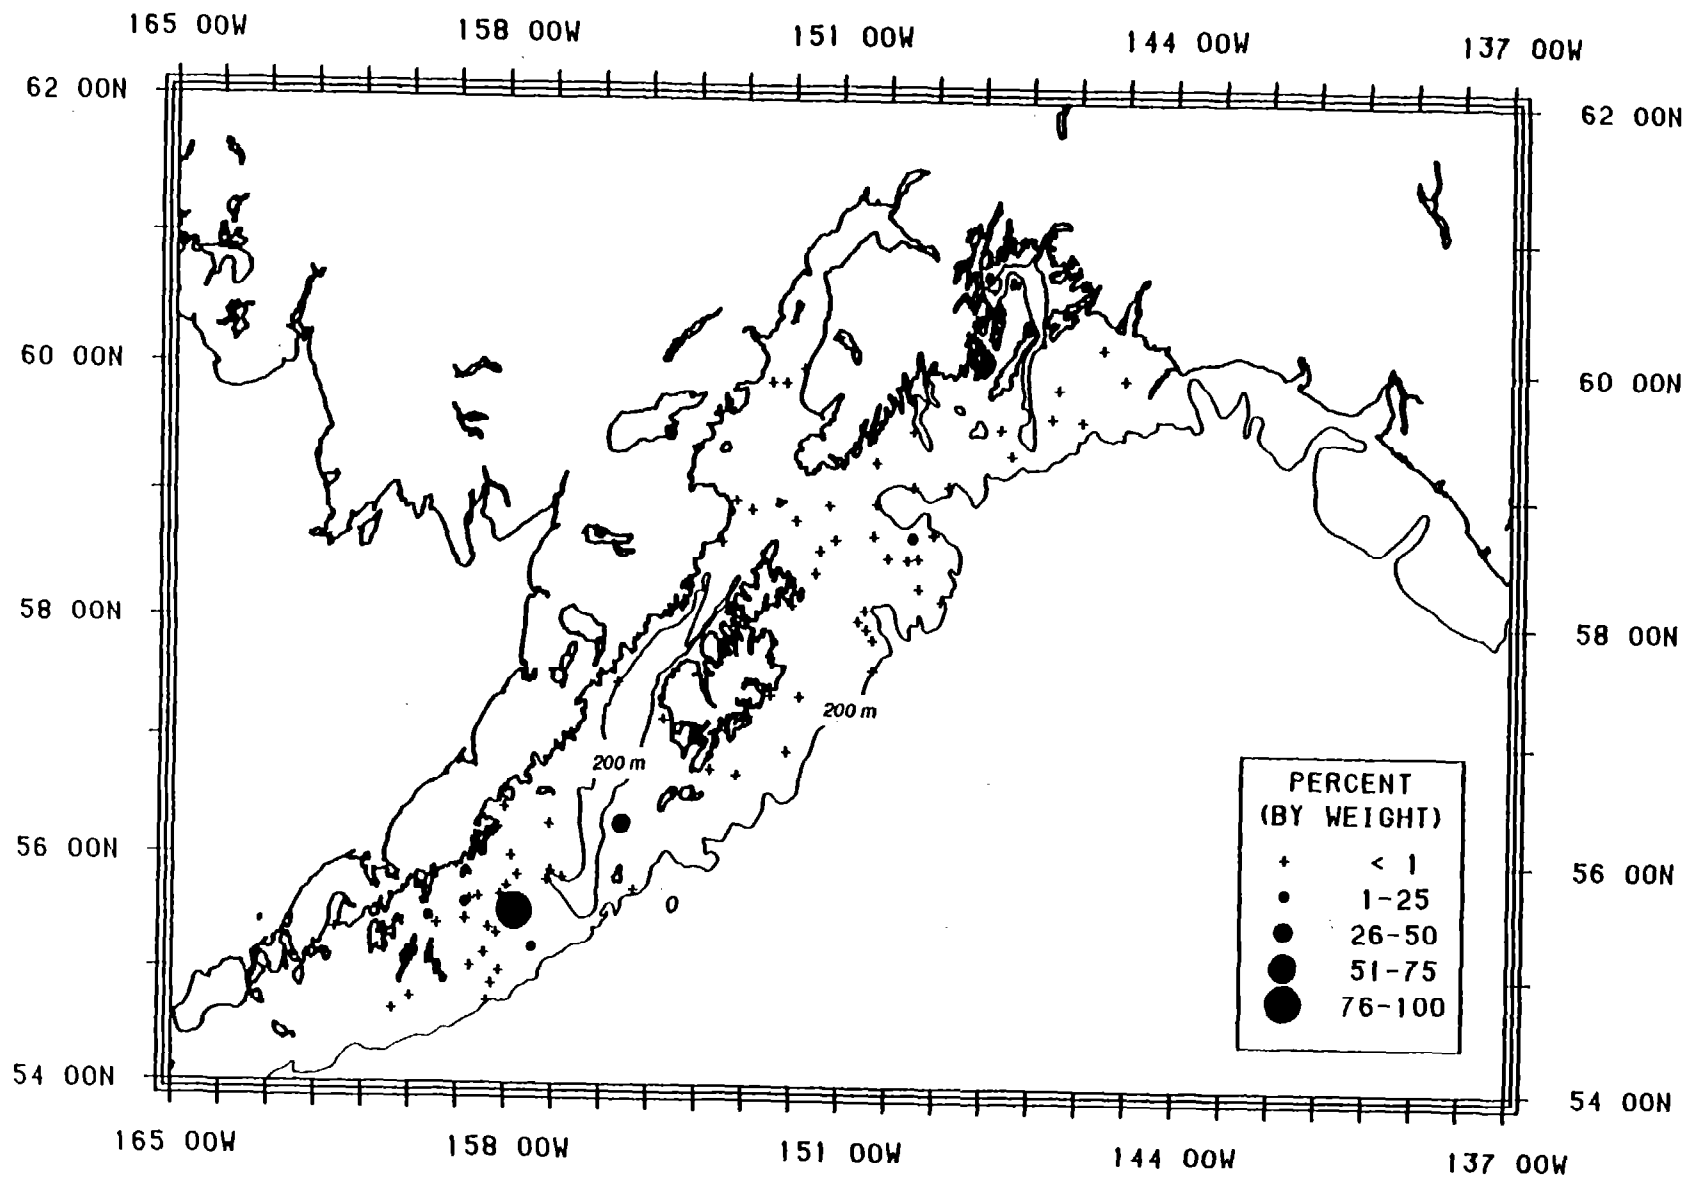 165 00W 158 00W 151 00W 144 00W 137 00W
62 00N 62 00N
60 00N 60 00N
58 00N 58 00N
200 m
200 m
PERCENT
(BY WEIGHT)
56 00N 56 00N
+ < 1
1-25
26-50
51-75
76-100
54 00N 54 00N
165 00W 158 00W 151 00W 144 00W 137 00W